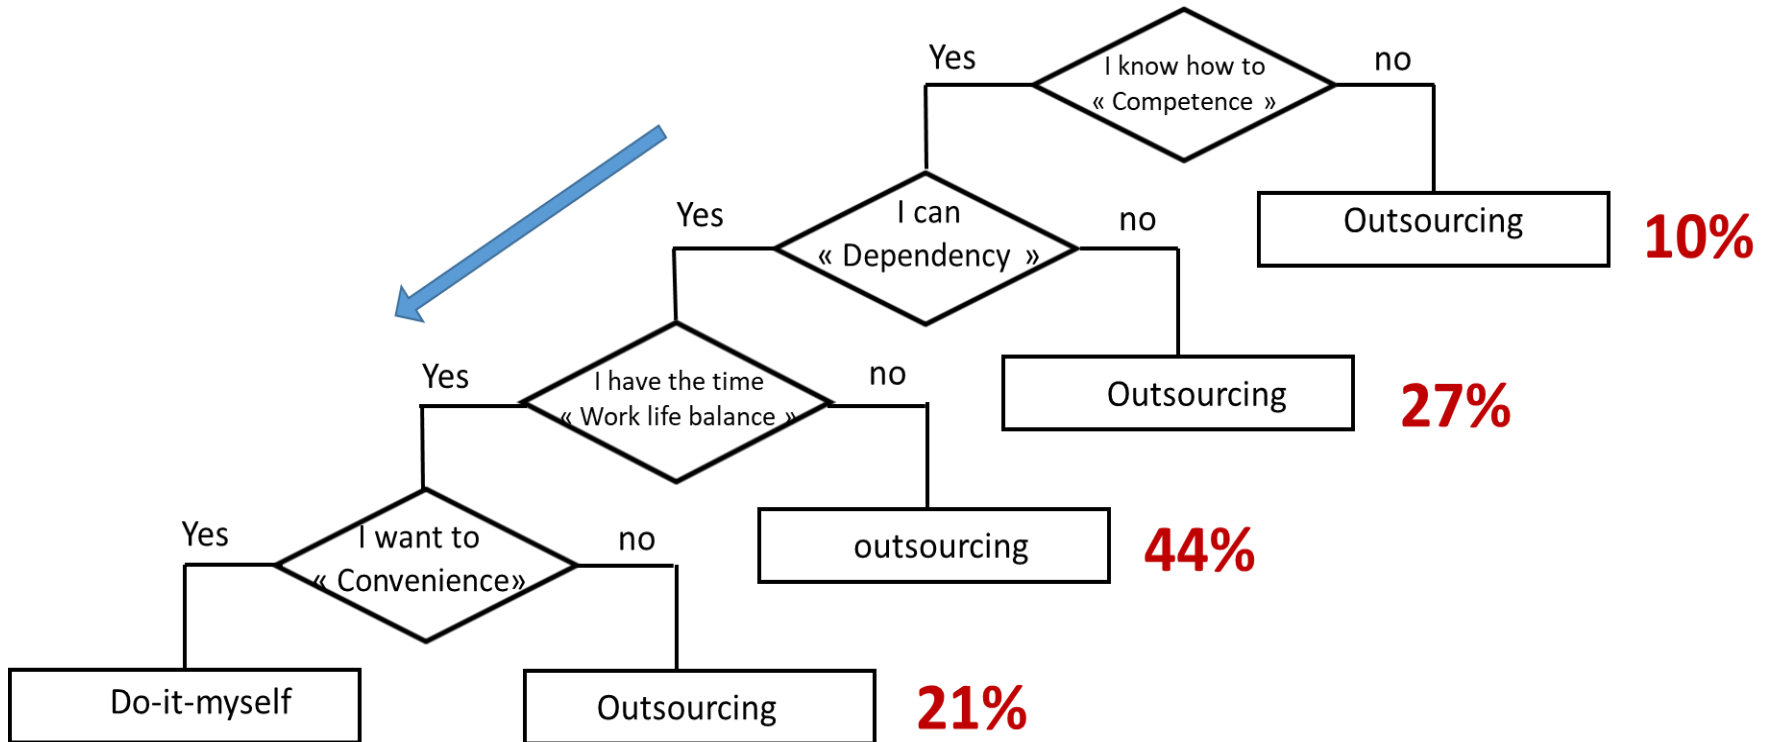 Yes
I know how to
« Competence »
no
Yes
I can
« Dependency »
no
Outsourcing
10%
Yes
I have the time
« Work life balance »
no
Outsourcing
27%
Yes
I want to
« Convenience»
no
outsourcing
44%
Do-it-myself
Outsourcing
21%